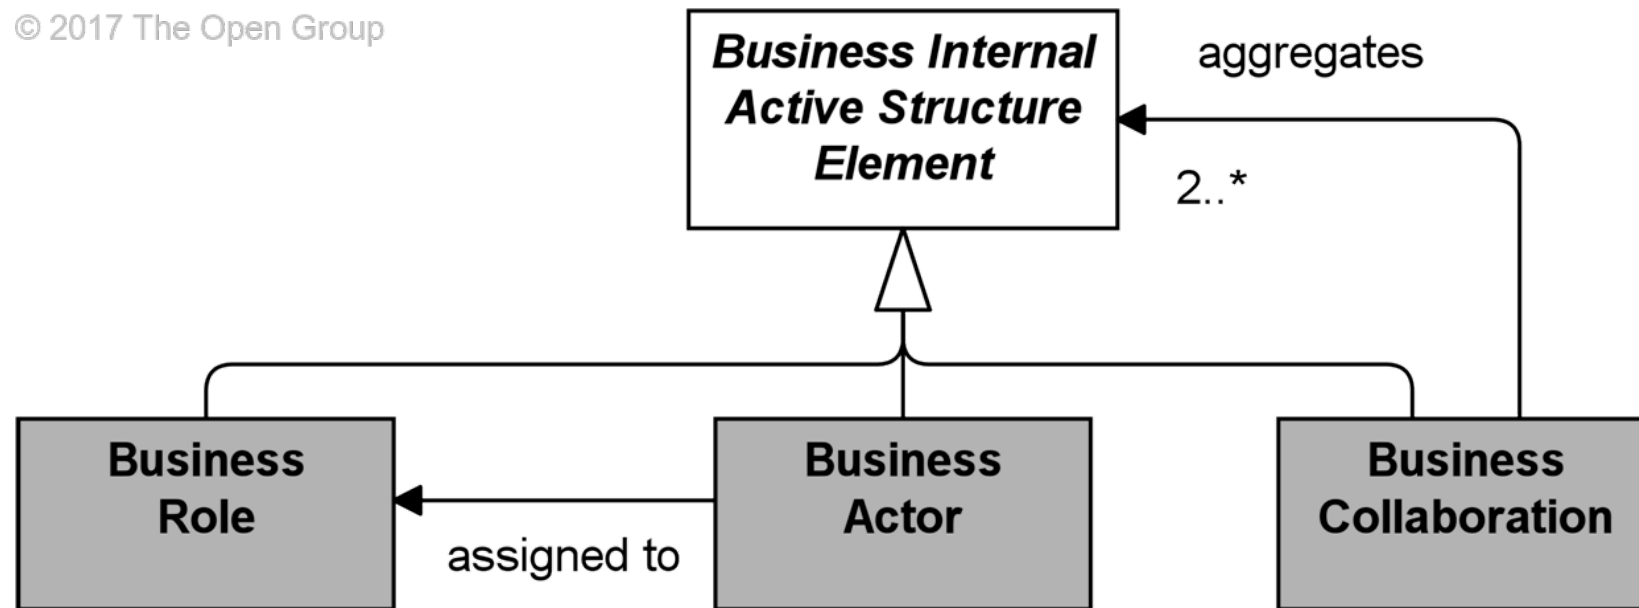 © 2017 The Open Group
Business Internal
Active Structure
Element
aggregates
2..*
Business
Role
assigned to
Business
Actor
Business
Collaboration